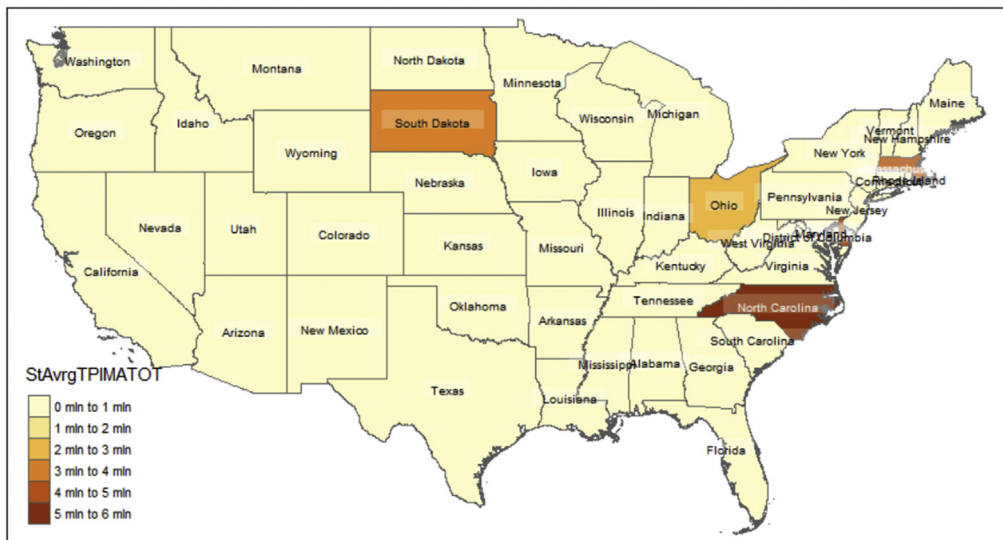 Washington
Montana
North Dakota
Minnesota
Maine
Oregon
Idaho
South Dakota
Wisconsin
Michigan
Vermont
New Hampshire
Wyoming
New York
Iowa
Nebraska
Rhode Island
Connecticut
Pennsylvania
Ohio
Illinois
Indiana
New Jersey
Nevada
Utah
Colorado
Kansas
Missouri
West Virginia
Maryland
District of Columbia
California
Kentucky
Virginia
Oklahoma
Tennessee
North Carolina
Arizona
New Mexico
Arkansas
South Carolina
Mississippi
Alabama
Georgia
Texas
Louisiana
Florida
StAvrgTPIMATOT
0 mln to 1 mln
1 mln to 2 mln
2 mln to 3 mln
3 mln to 4 mln
4 mln to 5 mln
5 mln to 6 mln